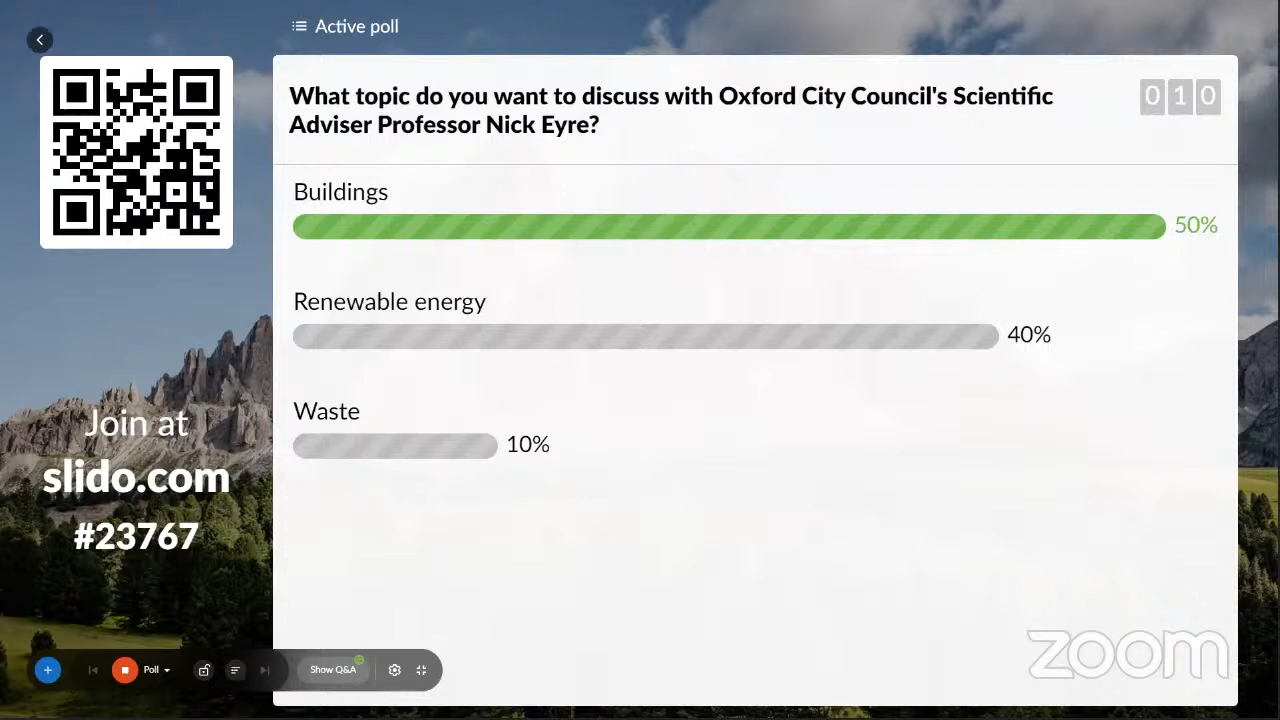 Active poll
What topic do you want to discuss with Oxford City Council's Scientific
Adviser Professor Nick Eyre?
010
Buildings
50%
Renewable energy
40%
Waste
10%
Join at
slido.com
#23767
Poll
Show Q&A
zoom